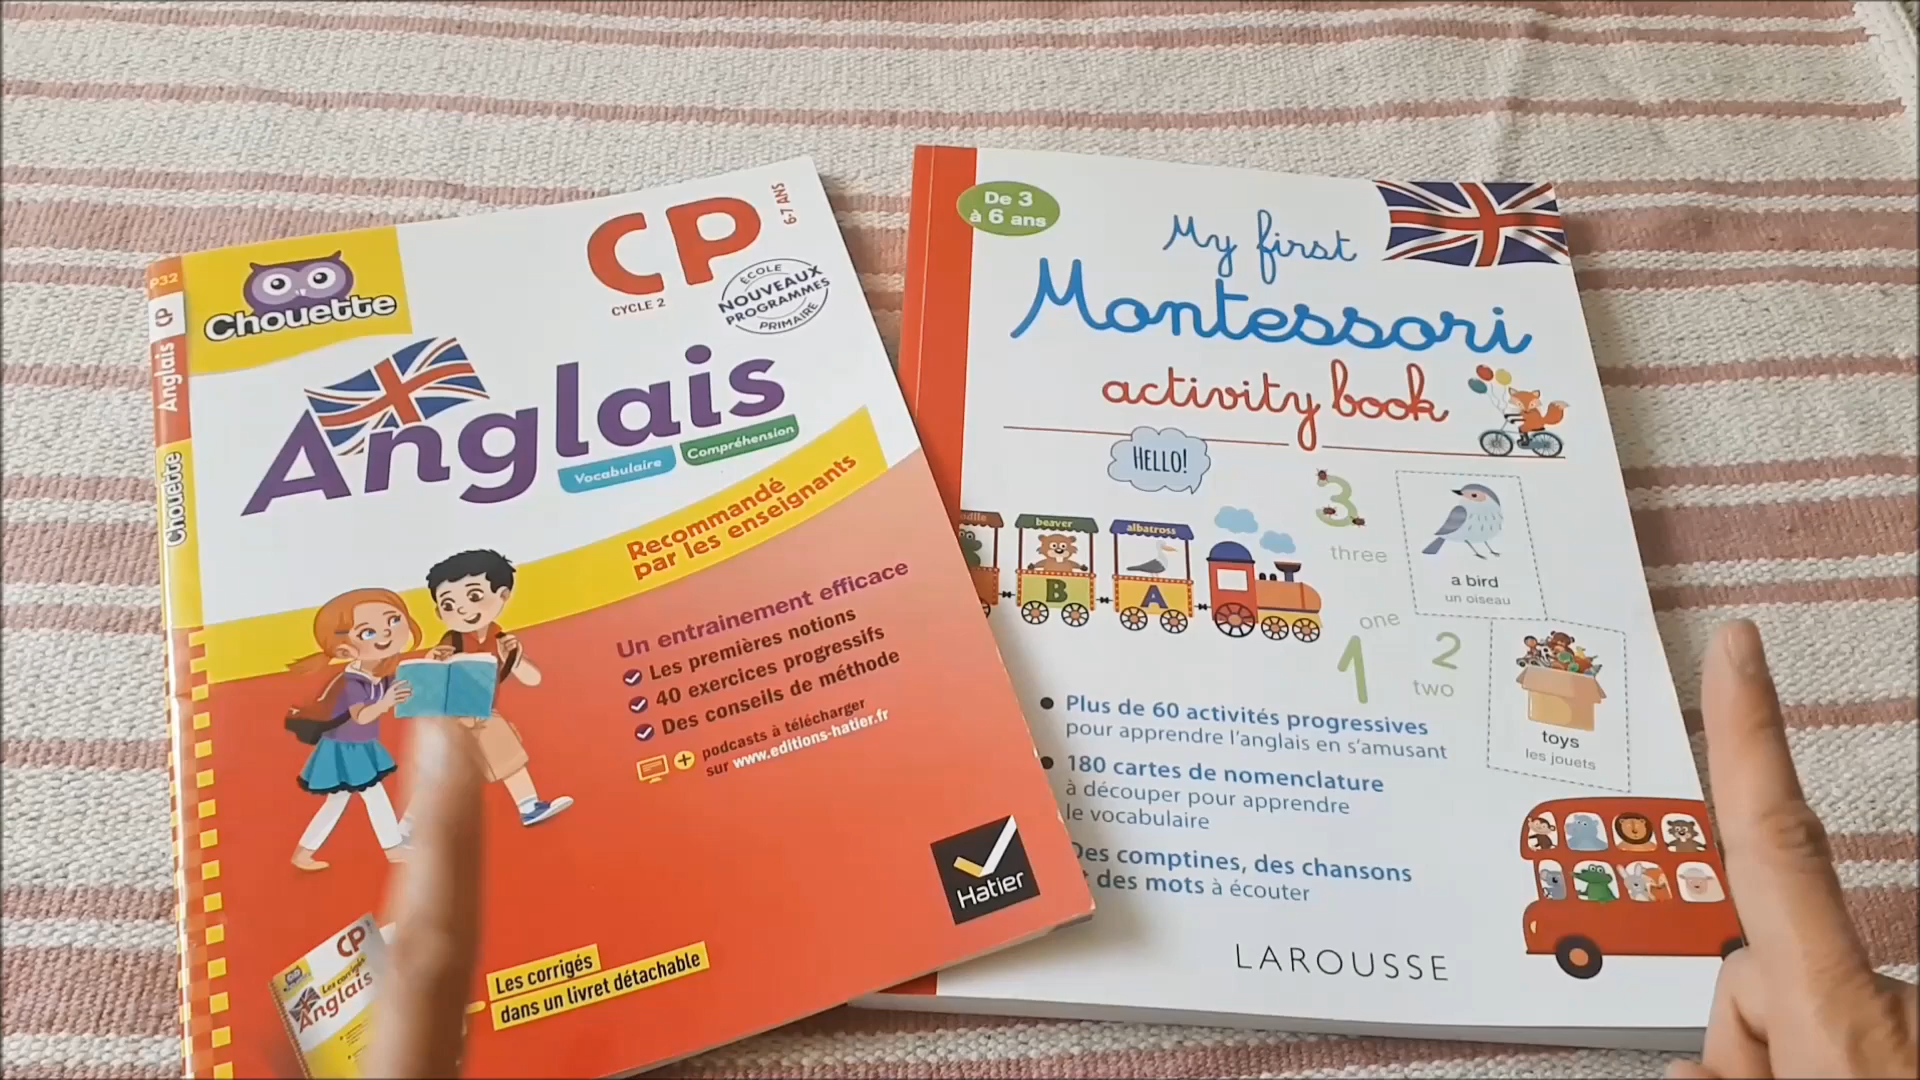 P32
CP
Anglais
Chouette
Chouette
CP
6-7 ANS
CYCLE 2
ÉCOLE
NOUVEAUX
PROGRAMMES
PRIMAIRE
Anglais
Vocabulaire
Compréhension
Recommandé
par les enseignants
Un entrainement efficace
Les premières notions
40 exercices progressifs
Des conseils de méthode
+
podcasts à télécharger
sur www.editions-hatier.fr
Hatier
CP
Les corrigés
Anglais
Les corrigés
dans un livret détachable
De 3
à 6 ans
My first
Montessori
activity book
HELLO!
beaver
albatross
B
A
3
three
one
1
2
two
a bird
un oiseau
toys
les jouets
Plus de 60 activités progressives
pour apprendre l'anglais en s'amusant
180 cartes de nomenclature
à découper pour apprendre
le vocabulaire
Des comptines, des chansons
des mots à écouter
LAROUSSE